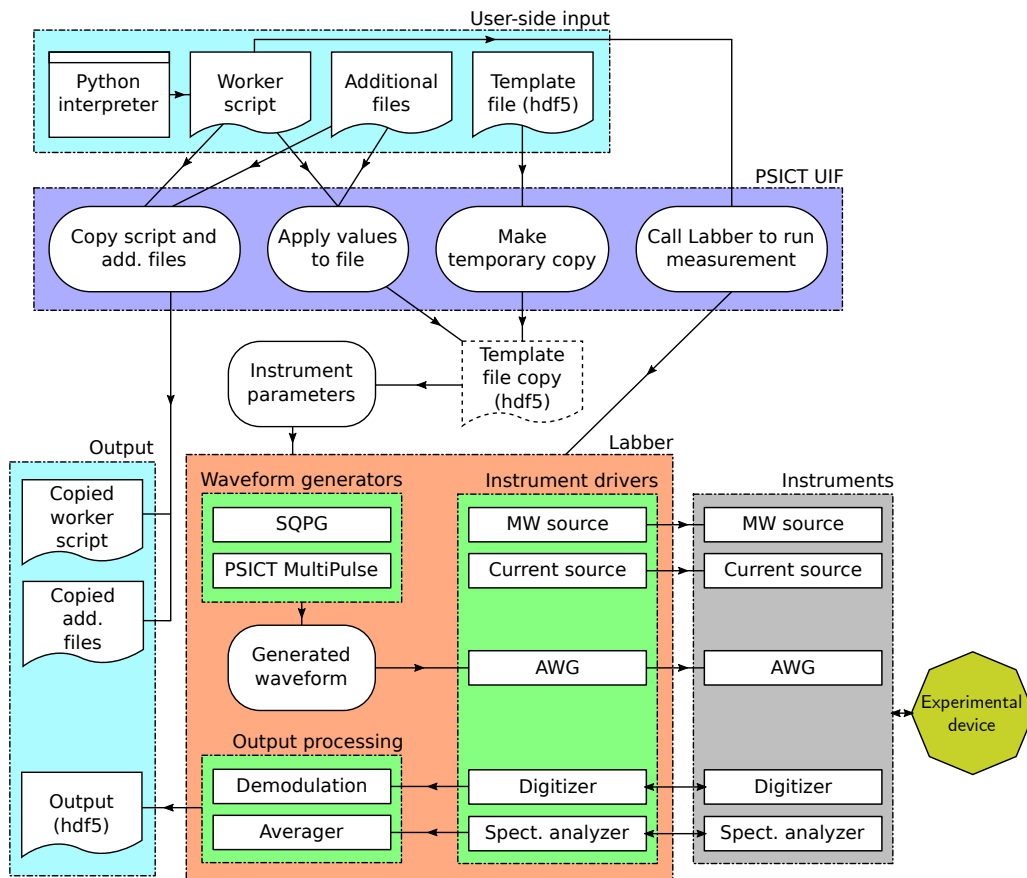 User-side input
Python
interpreter
Worker
script
Additional
files
Template
file (hdf5)
PSICT UIF
Copy script and
add. files
Apply values
to file
Make
temporary copy
Call Labber to run
measurement
Instrument
parameters
Template
file copy
(hdf5)
Output
Labber
Copied
worker
script
Copied
add.
files
Output
(hdf5)
Waveform generators
SQPG
PSICT MultiPulse
Generated
waveform
Output processing
Demodulation
Averager
Instrument drivers
MW source
Current source
AWG
Digitizer
Spect. analyzer
Instruments
MW source
Current source
AWG
Digitizer
Spect. analyzer
Experimental
device